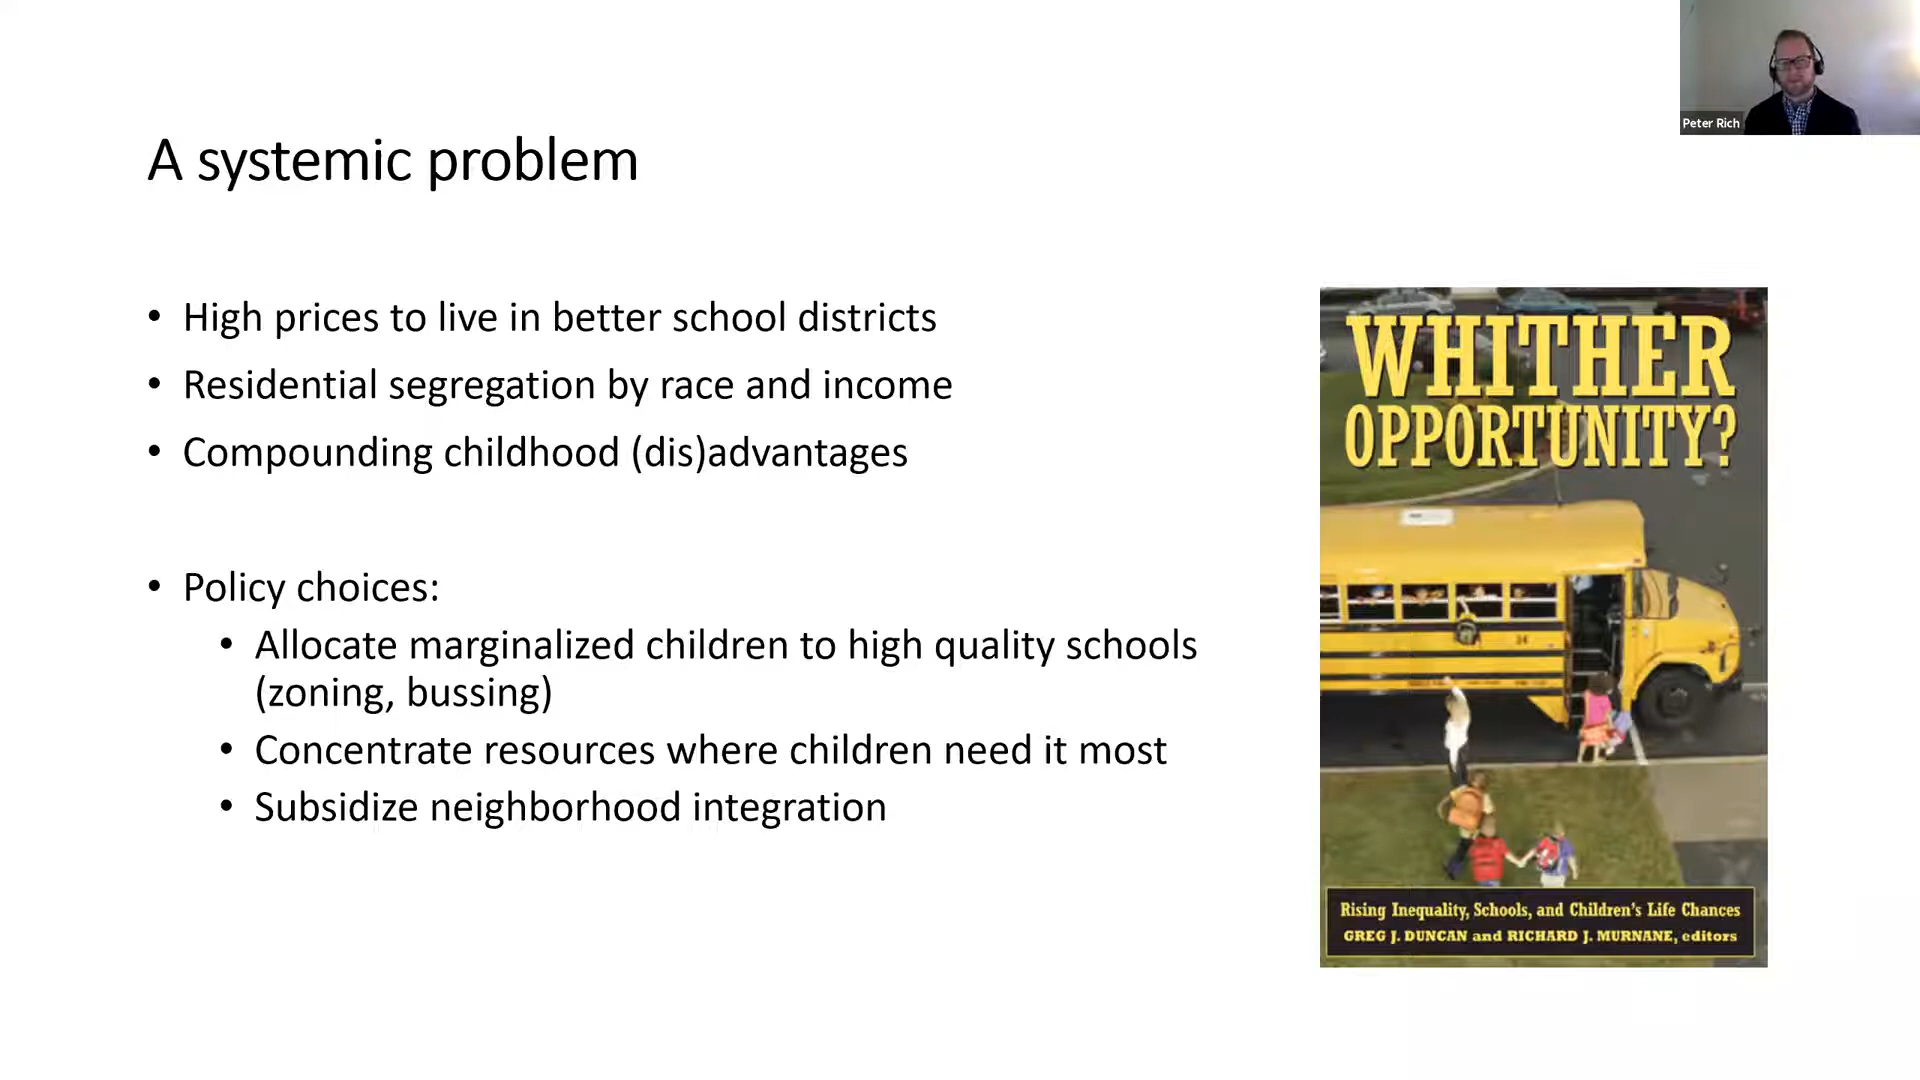 Peter Rich
A systemic problem
• High prices to live in better school districts
• Residential segregation by race and income
• Compounding childhood (dis)advantages
• Policy choices:
• Allocate marginalized children to high quality schools
(zoning, bussing)
• Concentrate resources where children need it most
• Subsidize neighborhood integration
WHITHER
OPPORTUNITY?
34
Rising Inequality, Schools, and Children's Life Chances
GREG J. DUNCAN and RICHARD J. MURNANE, editors